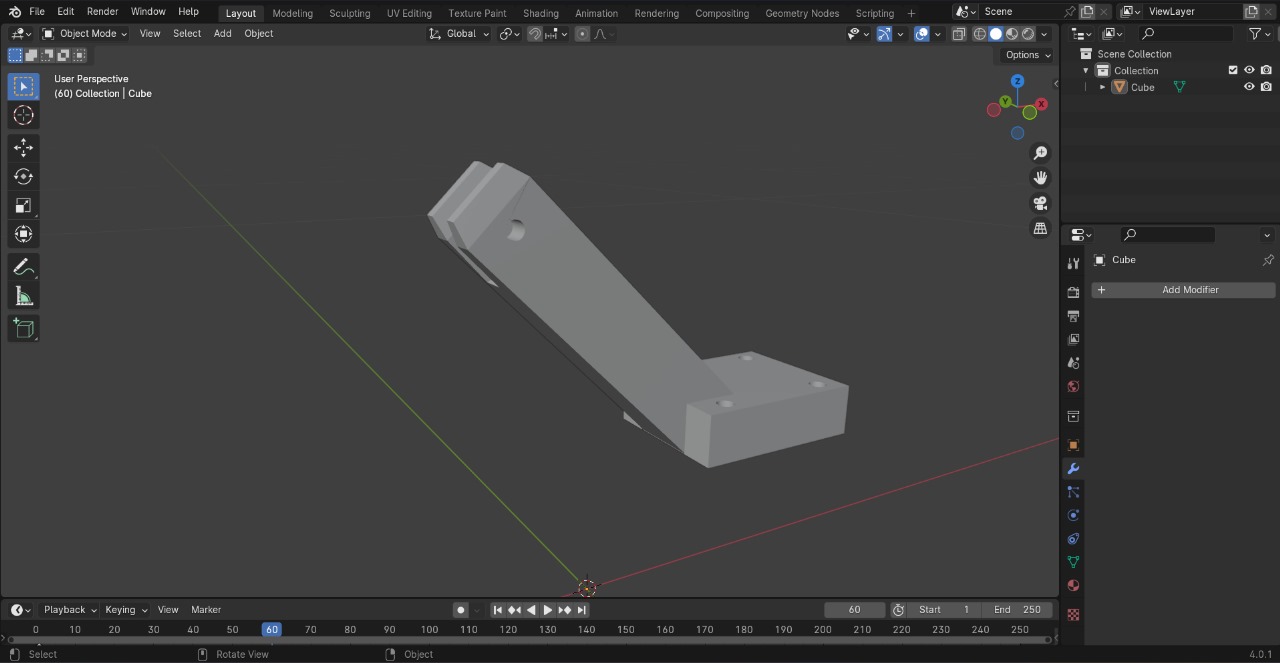 File Edit Render Window Help Layout Modeling Sculpting UV Editing Texture Paint Shading Animation Rendering Compositing Geometry Nodes Scripting + Scene ViewLayer
Object Mode View Select Add Object Global
Options
User Perspective
(60) Collection | Cube
Z
Y
X
Scene Collection
Collection
Cube
Cube
+ Add Modifier
Playback Keying View Marker 60 Start 1 End 250
0 10 20 30 40 50 60 70 80 90 100 110 120 130 140 150 160 170 180 190 200 210 220 230 240 250
Select Rotate View Object 4.0.1